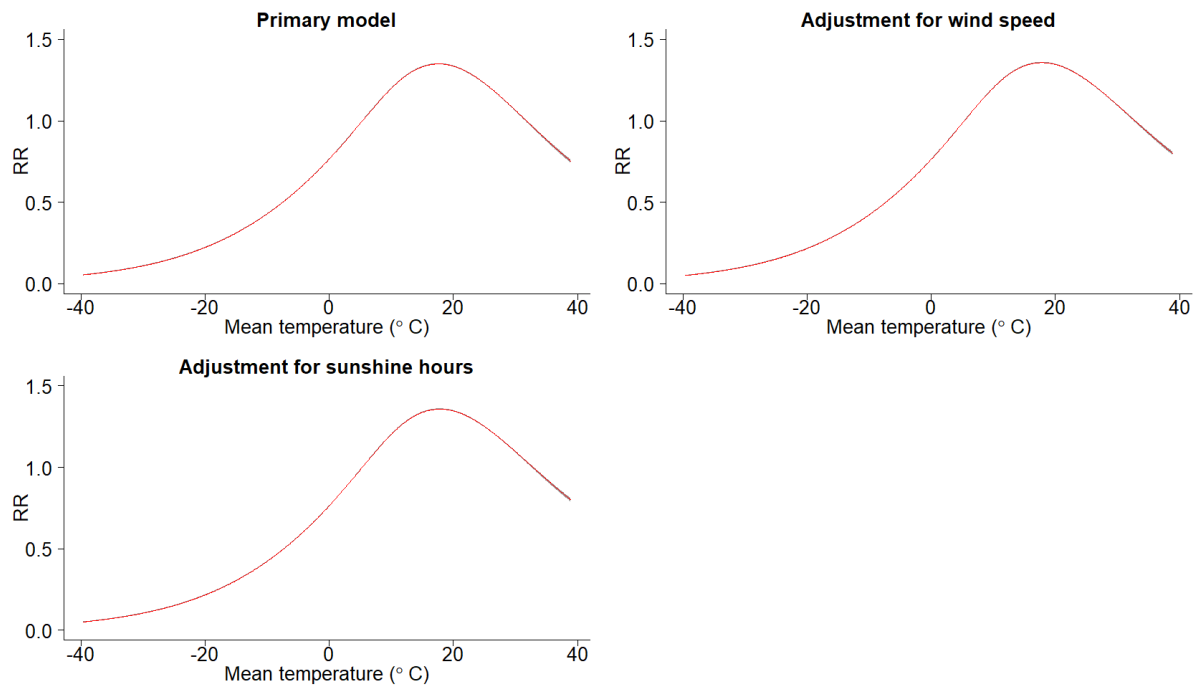 Primary model
1.5
1.0
0.5
0.0
RR
-40 -20 0 20 40
Mean temperature (° C)
Adjustment for wind speed
1.5
1.0
0.5
0.0
RR
-40 -20 0 20 40
Mean temperature (° C)
Adjustment for sunshine hours
1.5
1.0
0.5
0.0
RR
-40 -20 0 20 40
Mean temperature (° C)